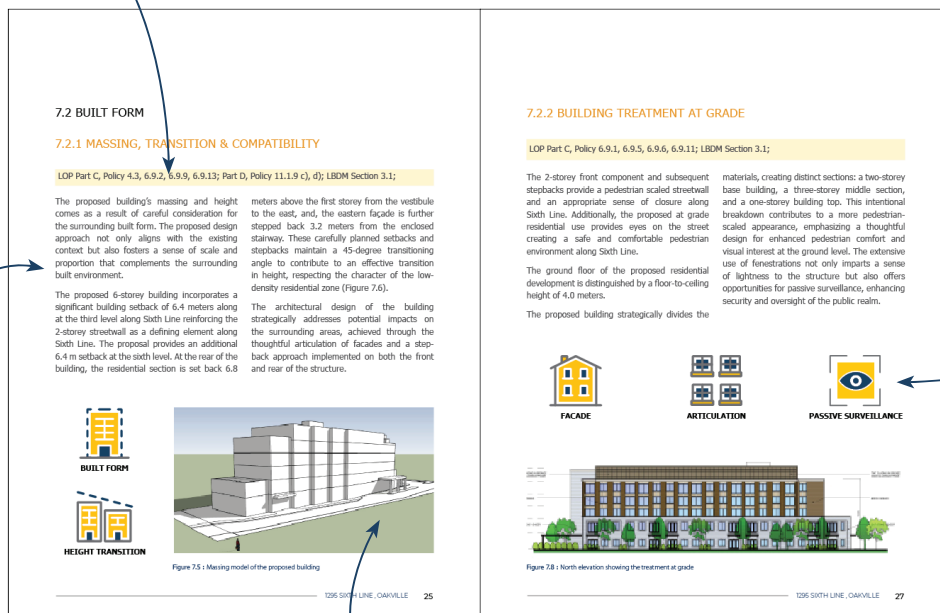 7.2 BUILT FORM
7.2.1 MASSING, TRANSITION & COMPATIBILITY
LOP Part C, Policy 4.3, 6.9.2, 6.9.9, 6.9.13; Part D, Policy 11.1.9 c), d); LBDM Section 3.1;
The proposed building's massing and height
comes as a result of careful consideration for
the surrounding built form. The proposed design
approach not only aligns with the existing
context but also fosters a sense of scale and
proportion that complements the surrounding
built environment.
The proposed 6-storey building incorporates a
significant building setback of 6.4 meters along
at the third level along Sixth Line reinforcing the
2-storey streetwall as a defining element along
Sixth Line. The proposal provides an additional
6.4 m setback at the sixth level. At the rear of the
building, the residential section is set back 6.8
meters above the first storey from the vestibule
to the east, and, the eastern façade is further
stepped back 3.2 meters from the enclosed
stairway. These carefully planned setbacks and
stepbacks maintain a 45-degree transitioning
angle to contribute to an effective transition
in height, respecting the character of the low-
density residential zone (Figure 7.6).
The architectural design of the building
strategically addresses potential impacts on
the surrounding areas, achieved through the
thoughtful articulation of facades and a step-
back approach implemented on both the front
and rear of the structure.
BUILT FORM
HEIGHT TRANSITION
Figure 7.5 : Massing model of the proposed building
1295 SIXTH LINE , OAKVILLE 25
7.2.2 BUILDING TREATMENT AT GRADE
LOP Part C, Policy 6.9.1, 6.9.5, 6.9.6, 6.9.11; LBDM Section 3.1;
The 2-storey front component and subsequent
stepbacks provide a pedestrian scaled streetwall
and an appropriate sense of closure along
Sixth Line. Additionally, the proposed at grade
residential use provides eyes on the street
creating a safe and comfortable pedestrian
environment along Sixth Line.
The ground floor of the proposed residential
development is distinguished by a floor-to-ceiling
height of 4.0 meters.
The proposed building strategically divides the
materials, creating distinct sections: a two-storey
base building, a three-storey middle section,
and a one-storey building top. This intentional
breakdown contributes to a more pedestrian-
scaled appearance, emphasizing a thoughtful
design for enhanced pedestrian comfort and
visual interest at the ground level. The extensive
use of fenestrations not only imparts a sense
of lightness to the structure but also offers
opportunities for passive surveillance, enhancing
security and oversight of the public realm.
FACADE
ARTICULATION
PASSIVE SURVEILLANCE
Figure 7.8 : North elevation showing the treatment at grade
1295 SIXTH LINE , OAKVILLE 27